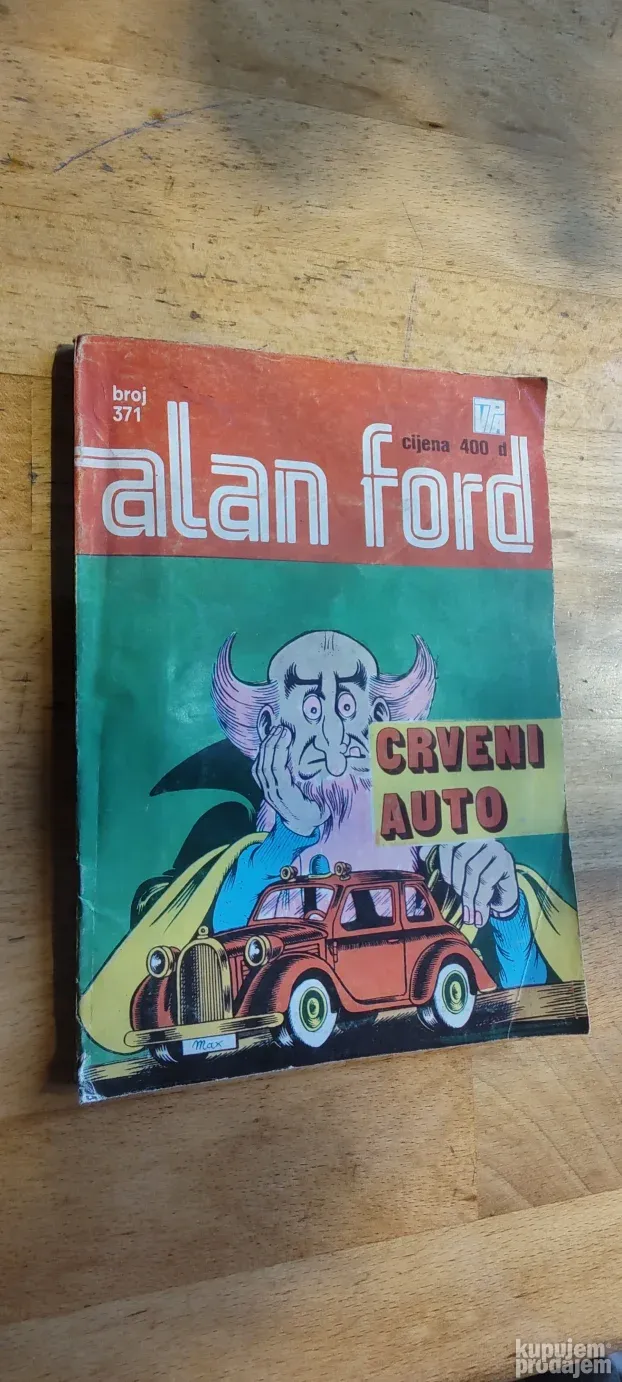 broj
371
cijena 400 d
alan ford
CRVENI
AUTO
Max
kupujem
prodajem